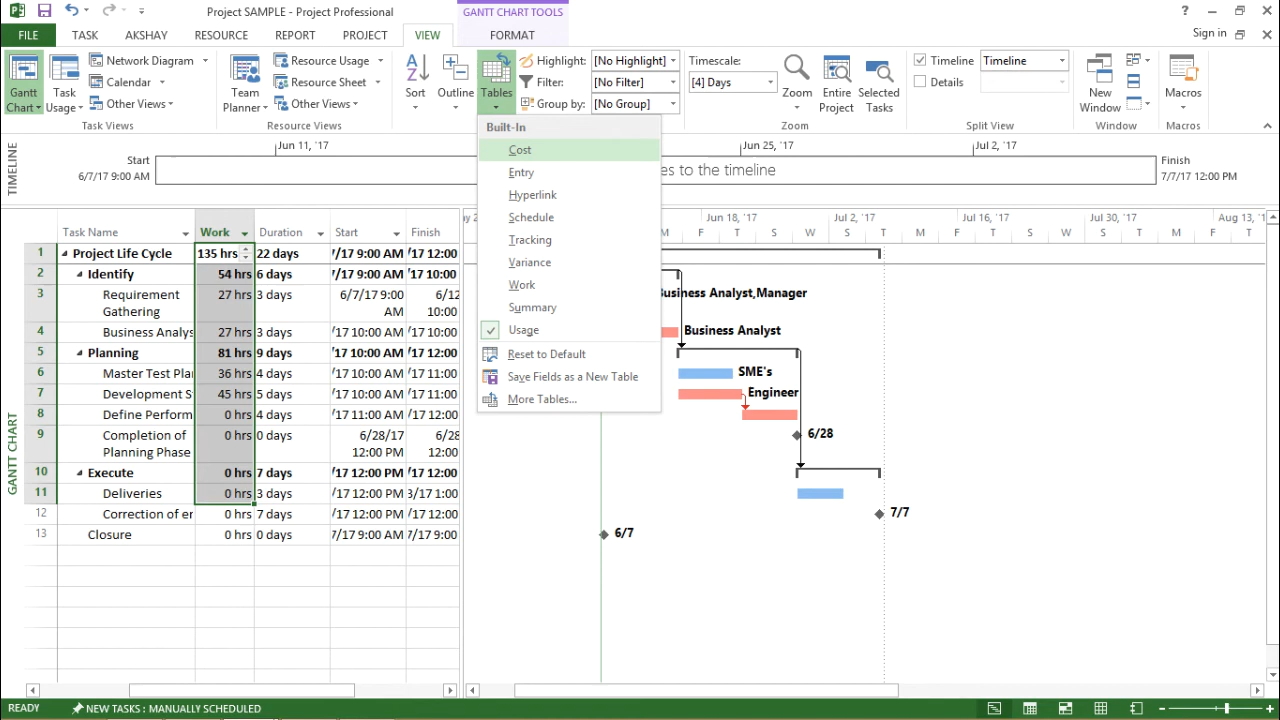 Project SAMPLE - Project Professional
GANTT CHART TOOLS
?
FILE TASK AKSHAY RESOURCE REPORT PROJECT VIEW FORMAT Sign in
Gantt Chart
Task Usage
Network Diagram
Calendar
Other Views
Task Views
Team Planner
Resource Usage
Resource Sheet
Other Views
Resource Views
Sort
Outline
Tables
Highlight: [No Highlight]
Filter: [No Filter]
Group by: [No Group]
Timescale:
[4] Days
Zoom
Entire Project
Selected Tasks
Zoom
Timeline Timeline
Details
Split View
New Window
Window
Macros
Macros
Built-In
Cost
Entry
Hyperlink
Schedule
Tracking
Variance
Work
Summary
Usage
Reset to Default
Save Fields as a New Table
More Tables...
TIMELINE
Start
6/7/17 9:00 AM
Jun 11, '17
Jun 25, '17
Jul 2, '17
es to the timeline
Finish
7/7/17 12:00 PM
GANTT CHART
Task Name Work Duration Start Finish
1 Project Life Cycle 135 hrs 22 days /17 9:00 AM /17 12:00
2 Identify 54 hrs 6 days /17 9:00 AM /17 10:00
3 Requirement Gathering 27 hrs 3 days 6/7/17 9:00 AM 6/12 10:00
4 Business Analys 27 hrs 3 days /17 10:00 AM /17 10:00
5 Planning 81 hrs 9 days /17 10:00 AM /17 12:00
6 Master Test Pla 36 hrs 4 days /17 10:00 AM /17 11:00
7 Development S 45 hrs 5 days /17 10:00 AM /17 11:00
8 Define Perform 0 hrs 4 days /17 11:00 AM /17 12:00
9 Completion of Planning Phase 0 hrs 0 days 6/28/17 12:00 PM 6/28 12:00
10 Execute 0 hrs 7 days /17 12:00 PM /17 12:00
11 Deliveries 0 hrs 3 days /17 12:00 PM 3/17 1:00
12 Correction of er 0 hrs 7 days /17 12:00 PM /17 12:00
13 Closure 0 hrs 0 days 7/17 9:00 AM 7/17 9:00
Jun 18, '17 Jul 2, '17 Jul 16, '17 Jul 30, '17 Aug 13, '17
M F T S W S T M F T S W
Business Analyst,Manager
Business Analyst
SME's
Engineer
6/28
7/7
6/7
READY NEW TASKS : MANUALLY SCHEDULED